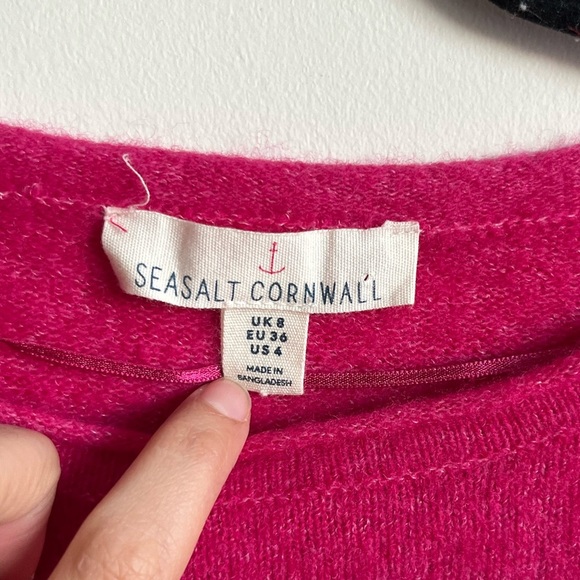 SEASALT CORNWALL
UK 8
EU 36
US 4
MADE IN
BANGLADESH